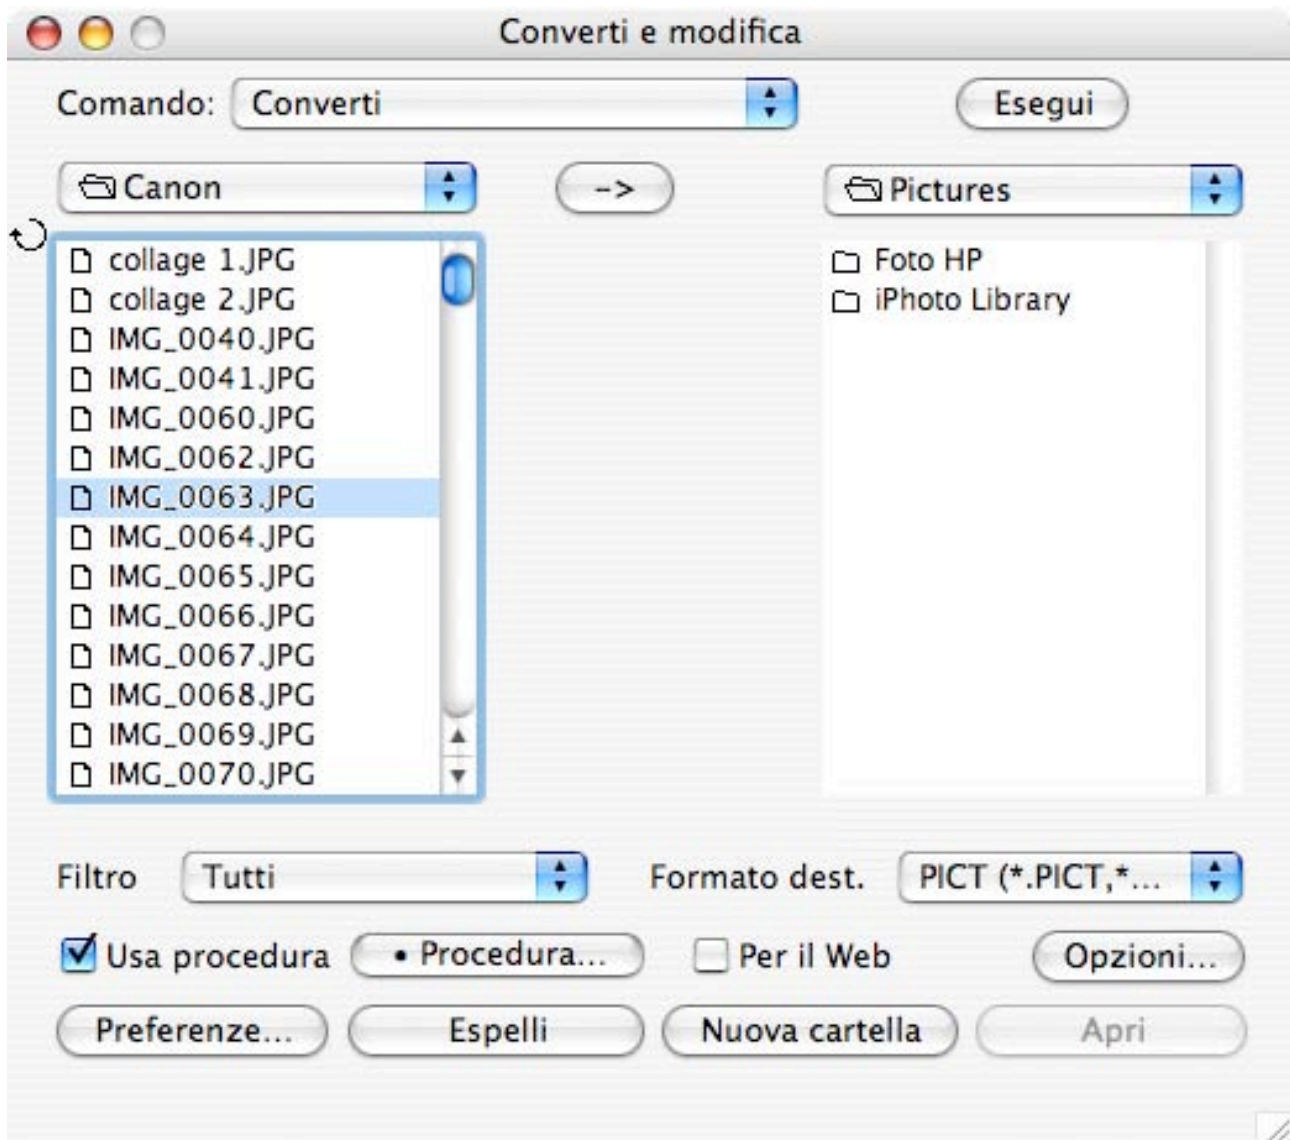 Converti e modifica
Comando: Converti Esegui
Canon -> Pictures
collage 1.JPG
collage 2.JPG
IMG_0040.JPG
IMG_0041.JPG
IMG_0060.JPG
IMG_0062.JPG
IMG_0063.JPG
IMG_0064.JPG
IMG_0065.JPG
IMG_0066.JPG
IMG_0067.JPG
IMG_0068.JPG
IMG_0069.JPG
IMG_0070.JPG
Foto HP
iPhoto Library
Filtro Tutti Formato dest. PICT (*.PICT,*...
Usa procedura • Procedura... Per il Web Opzioni...
Preferenze... Espelli Nuova cartella Apri